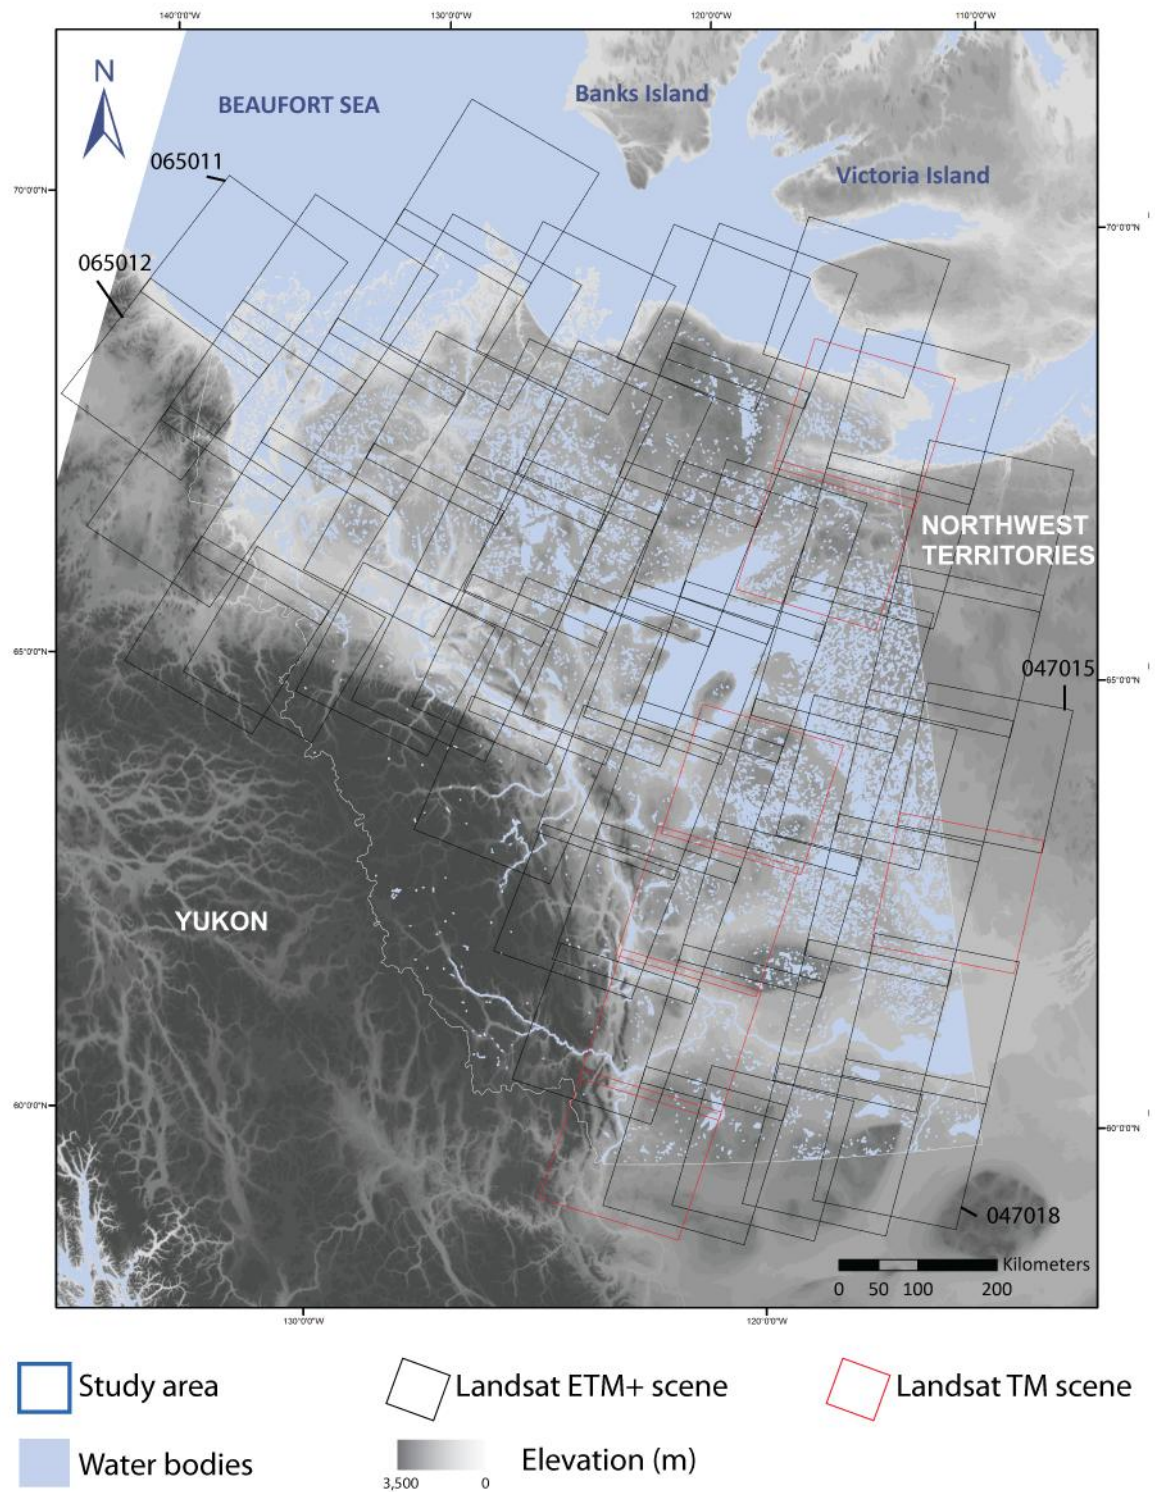 140°0'0"W 130°0'0"W 120°0'0"W 110°0'0"W
N
BEAUFORT SEA
Banks Island
065011
Victoria Island
70°0'0"N
70°0'0"N
065012
NORTHWEST
TERRITORIES
65°0'0"N
047015
65°0'0"N
YUKON
60°0'0"N
60°0'0"N
047018
Kilometers
0 50 100 200
130°0'0"W 120°0'0"W
Study area
Landsat ETM+ scene
Landsat TM scene
Water bodies
Elevation (m)
3,500 0